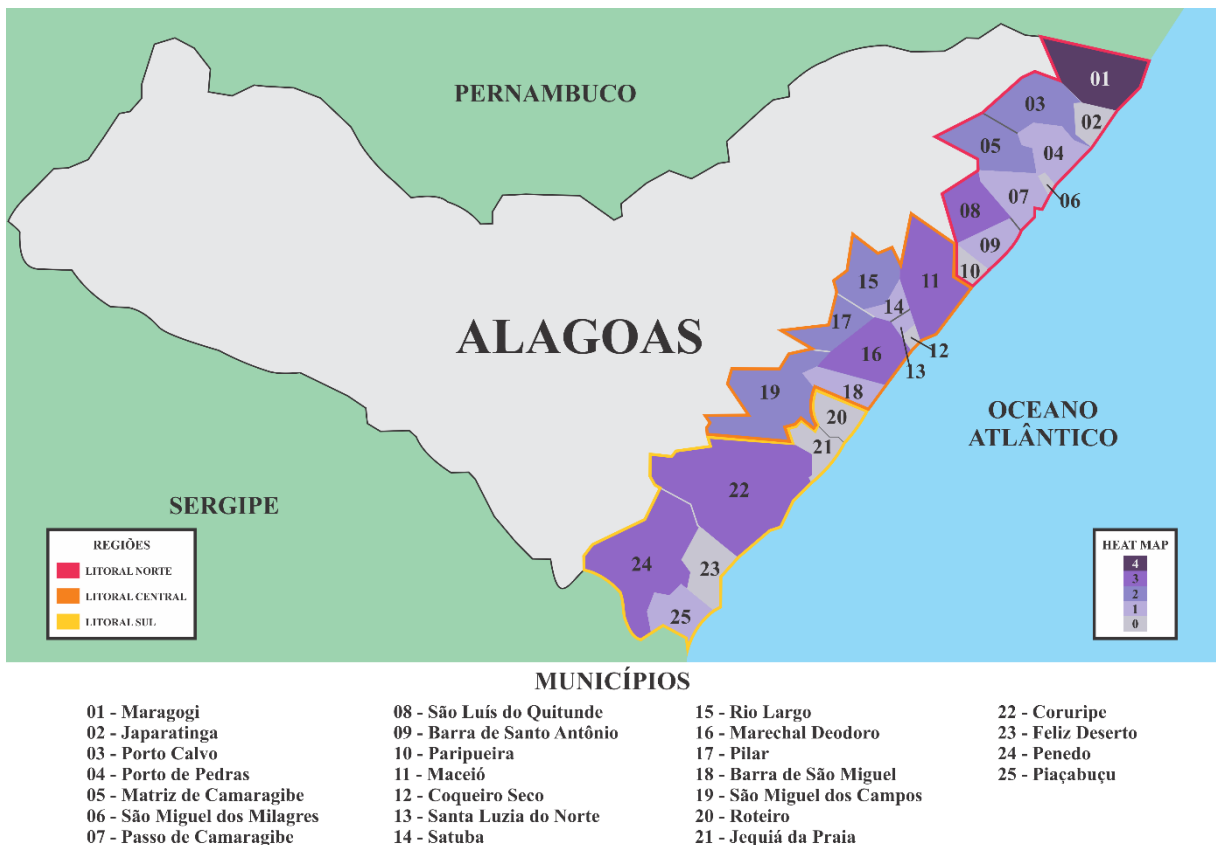 PERNAMBUCO
01
03
02
05
04
07
06
08
09
10
11
15
14
17
12
16
13
ALAGOAS
19
18
20
21
OCEANO
ATLÂNTICO
22
SERGIPE
24
23
25
REGIÕES
LITORAL NORTE
LITORAL CENTRAL
LITORAL SUL
HEAT MAP
4
3
2
1
0
MUNICÍPIOS
01 - Maragogi
02 - Japaratinga
03 - Porto Calvo
04 - Porto de Pedras
05 - Matriz de Camaragibe
06 - São Miguel dos Milagres
07 - Passo de Camaragibe
08 - São Luís do Quitunde
09 - Barra de Santo Antônio
10 - Paripueira
11 - Maceió
12 - Coqueiro Seco
13 - Santa Luzia do Norte
14 - Satuba
15 - Rio Largo
16 - Marechal Deodoro
17 - Pilar
18 - Barra de São Miguel
19 - São Miguel dos Campos
20 - Roteiro
21 - Jequiá da Praia
22 - Coruripe
23 - Feliz Deserto
24 - Penedo
25 - Piaçabuçu